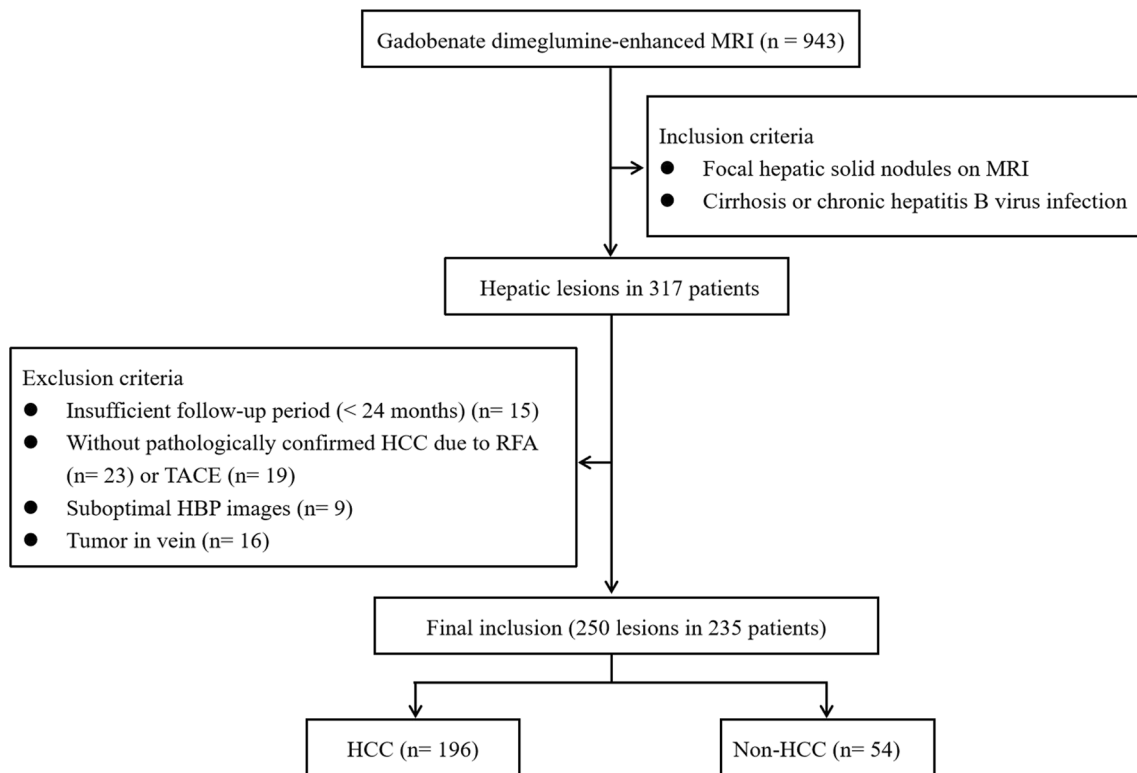 Gadobenate dimeglumine-enhanced MRI (n = 943)
Inclusion criteria
● Focal hepatic solid nodules on MRI
● Cirrhosis or chronic hepatitis B virus infection
Hepatic lesions in 317 patients
Exclusion criteria
● Insufficient follow-up period (< 24 months) (n= 15)
● Without pathologically confirmed HCC due to RFA
(n= 23) or TACE (n= 19)
● Suboptimal HBP images (n= 9)
● Tumor in vein (n= 16)
Final inclusion (250 lesions in 235 patients)
HCC (n= 196)
Non-HCC (n= 54)